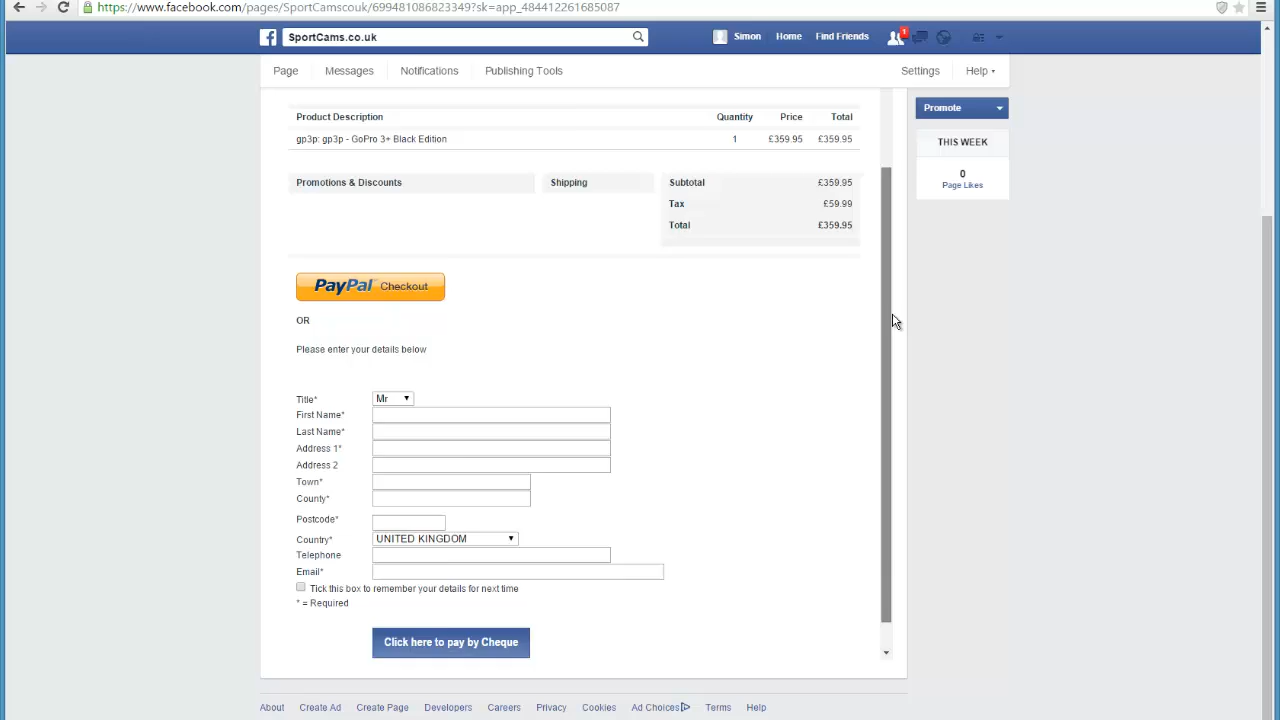 https://www.facebook.com/pages/SportCamscouk/699481086823349?sk=app_484412261685087
SportCams.co.uk
Simon Home Find Friends 1
Page Messages Notifications Publishing Tools Settings Help
Promote
Product Description Quantity Price Total
gp3p: gp3p - GoPro 3+ Black Edition 1 £359.95 £359.95
THIS WEEK
0
Page Likes
Promotions & Discounts Shipping Subtotal £359.95
Tax £59.99
Total £359.95
PayPal Checkout
OR
Please enter your details below
Title* Mr
First Name*
Last Name*
Address 1*
Address 2
Town*
County*
Postcode*
Country* UNITED KINGDOM
Telephone
Email*
Tick this box to remember your details for next time
* = Required
Click here to pay by Cheque
About Create Ad Create Page Developers Careers Privacy Cookies Ad Choices Terms Help